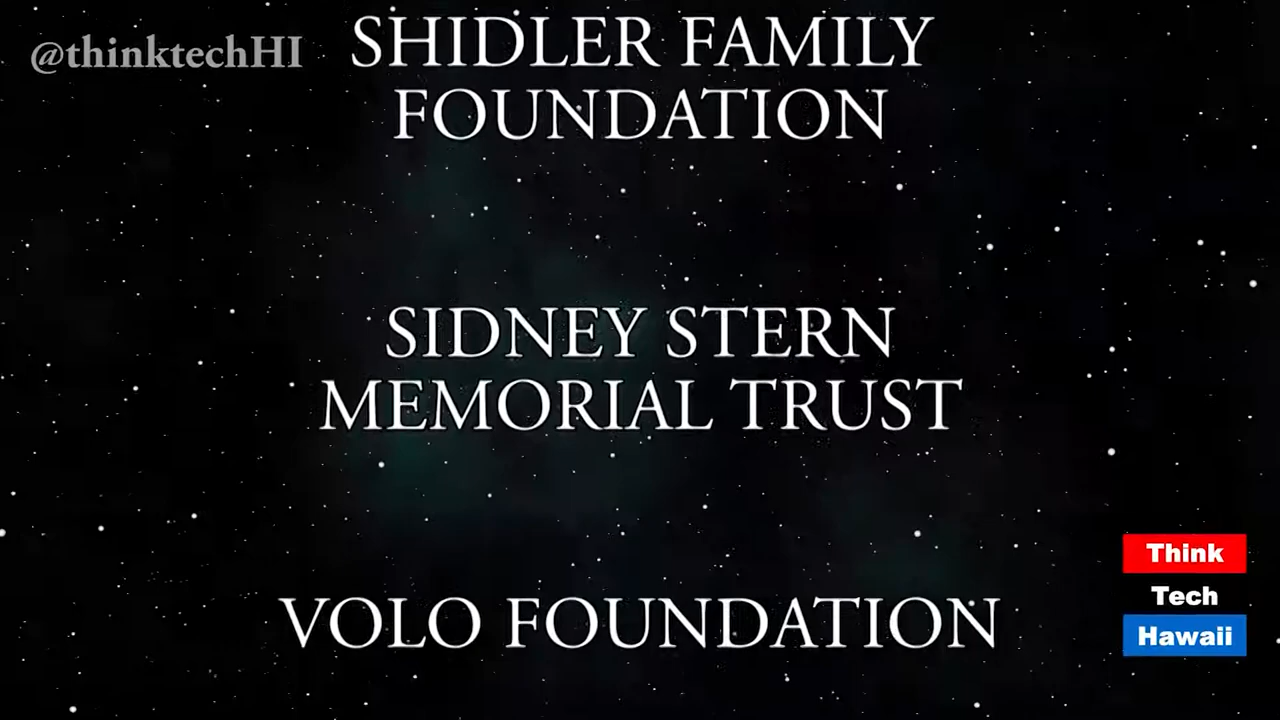 @thinktechHI
SHIDLER FAMILY
FOUNDATION
SIDNEY STERN
MEMORIAL TRUST
VOLO FOUNDATION
Think
Tech
Hawaii